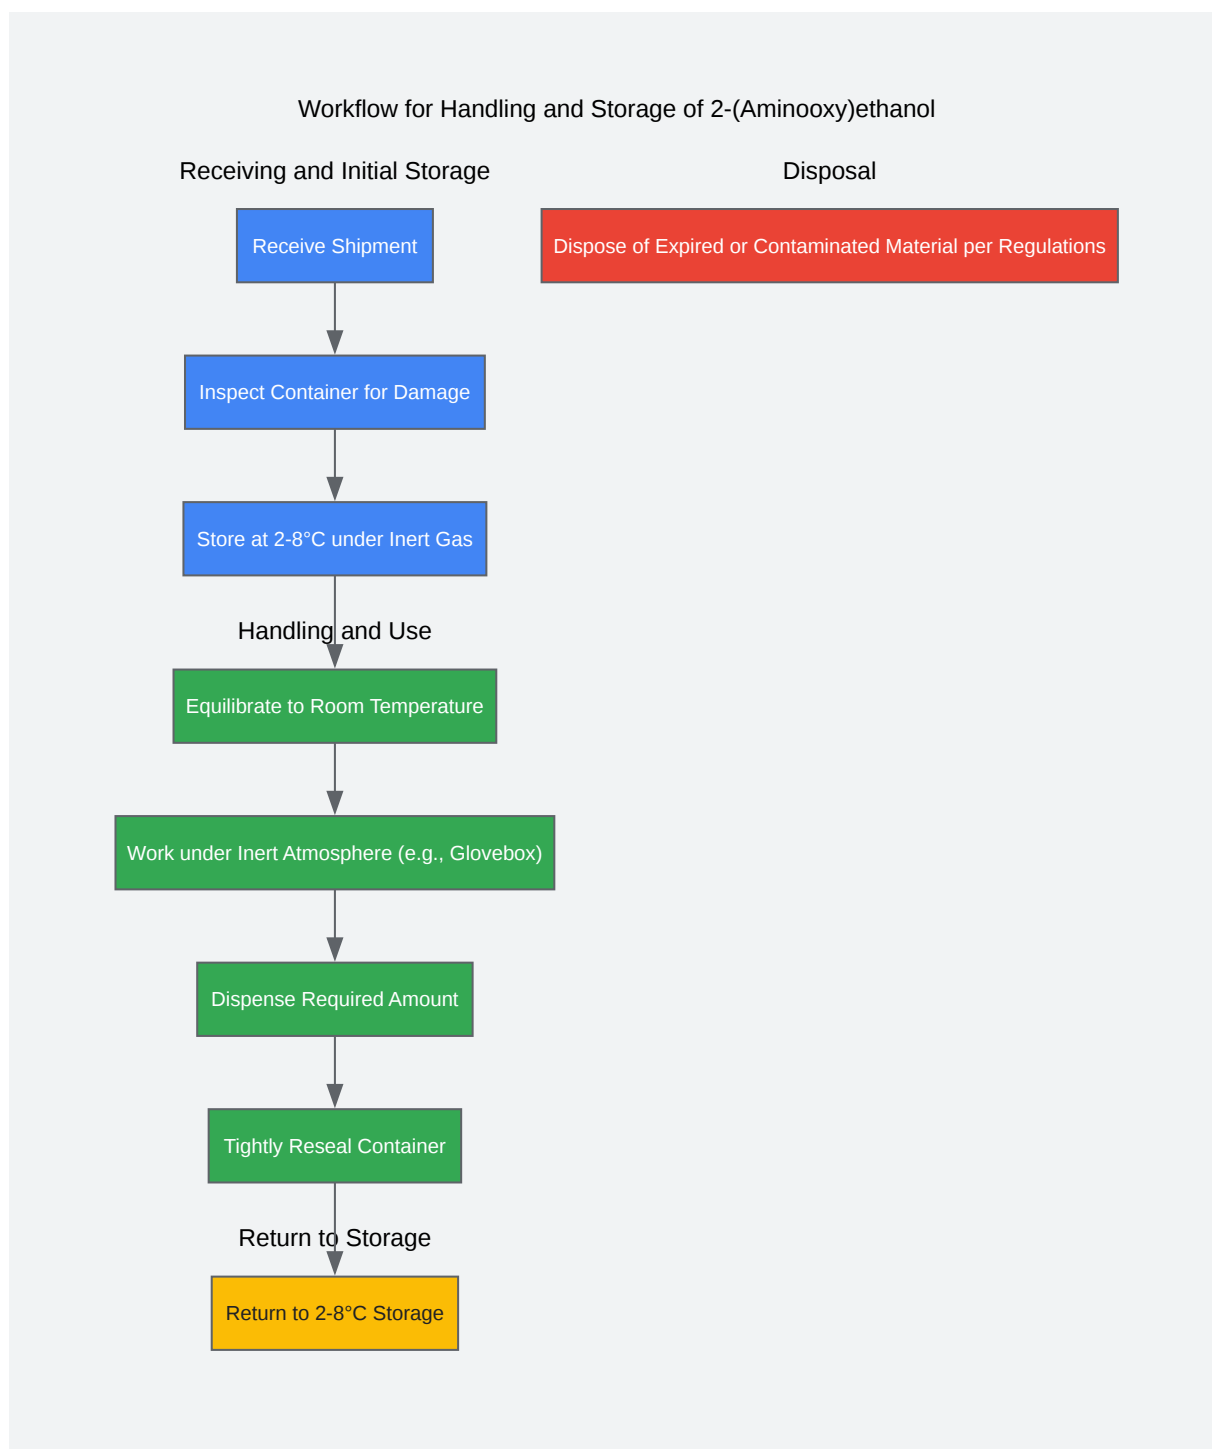 Workflow for Handling and Storage of 2-(Aminooxy)ethanol
Receiving and Initial Storage
Receive Shipment
Inspect Container for Damage
Store at 2-8°C under Inert Gas
Handling and Use
Equilibrate to Room Temperature
Work under Inert Atmosphere (e.g., Glovebox)
Dispense Required Amount
Tightly Reseal Container
Return to Storage
Return to 2-8°C Storage
Disposal
Dispose of Expired or Contaminated Material per Regulations